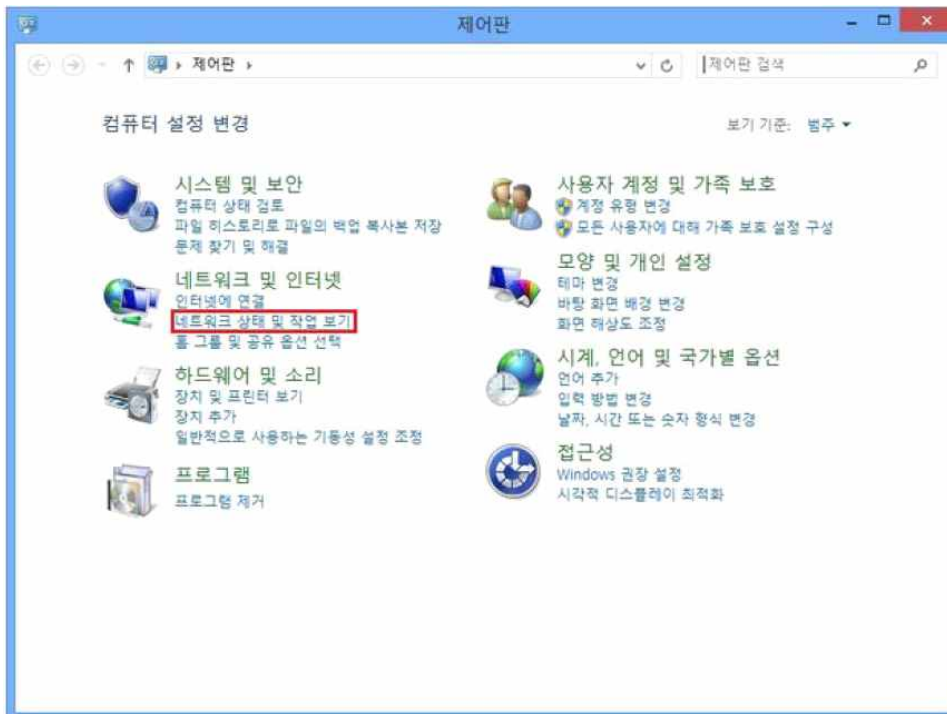 제어판
제어판
제어판 검색
컴퓨터 설정 변경
보기 기준: 범주
시스템 및 보안
컴퓨터 상태 검토
파일 히스토리로 파일의 백업 복사본 저장
문제 찾기 및 해결
네트워크 및 인터넷
인터넷에 연결
네트워크 상태 및 작업 보기
홈 그룹 및 공유 옵션 선택
하드웨어 및 소리
장치 및 프린터 보기
장치 추가
일반적으로 사용하는 기동성 설정 조정
프로그램
프로그램 제거
사용자 계정 및 가족 보호
계정 유형 변경
모든 사용자에 대해 가족 보호 설정 구성
모양 및 개인 설정
테마 변경
바탕 화면 배경 변경
화면 해상도 조정
시계, 언어 및 국가별 옵션
언어 추가
입력 방법 변경
날짜, 시간 또는 숫자 형식 변경
접근성
Windows 권장 설정
시각적 디스플레이 최적화